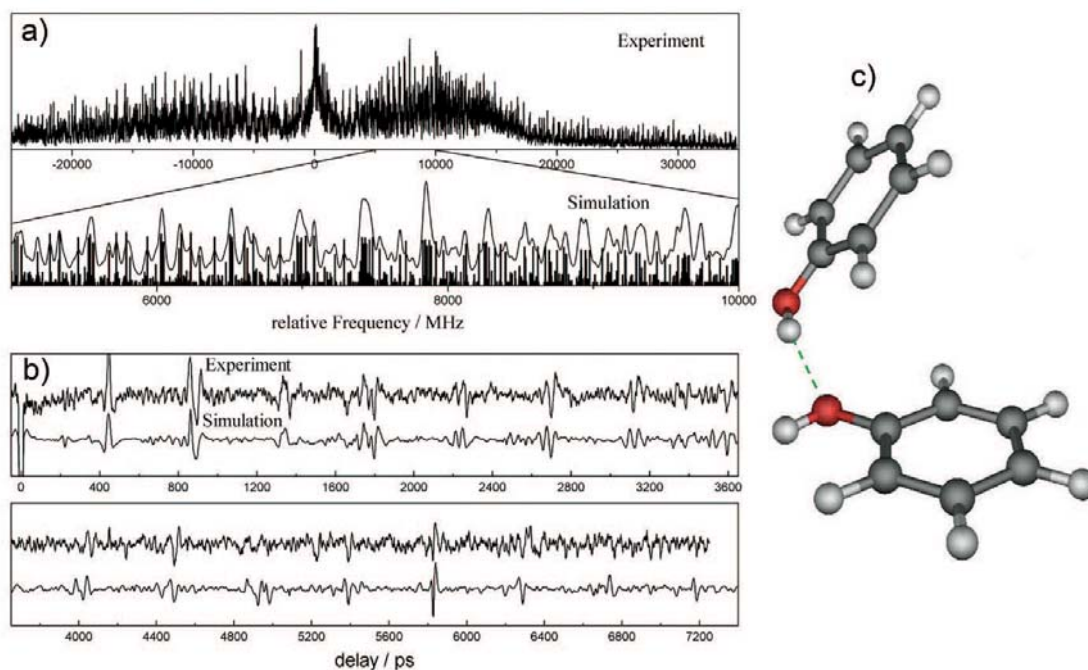 a)
Experiment
-20000 -10000 0 10000 20000 30000
Simulation
6000 8000 10000
relative Frequency / MHz
b)
Experiment
Simulation
0 400 800 1200 1600 2000 2400 2800 3200 3600
4000 4400 4800 5200 5600 6000 6400 6800 7200
delay / ps
c)